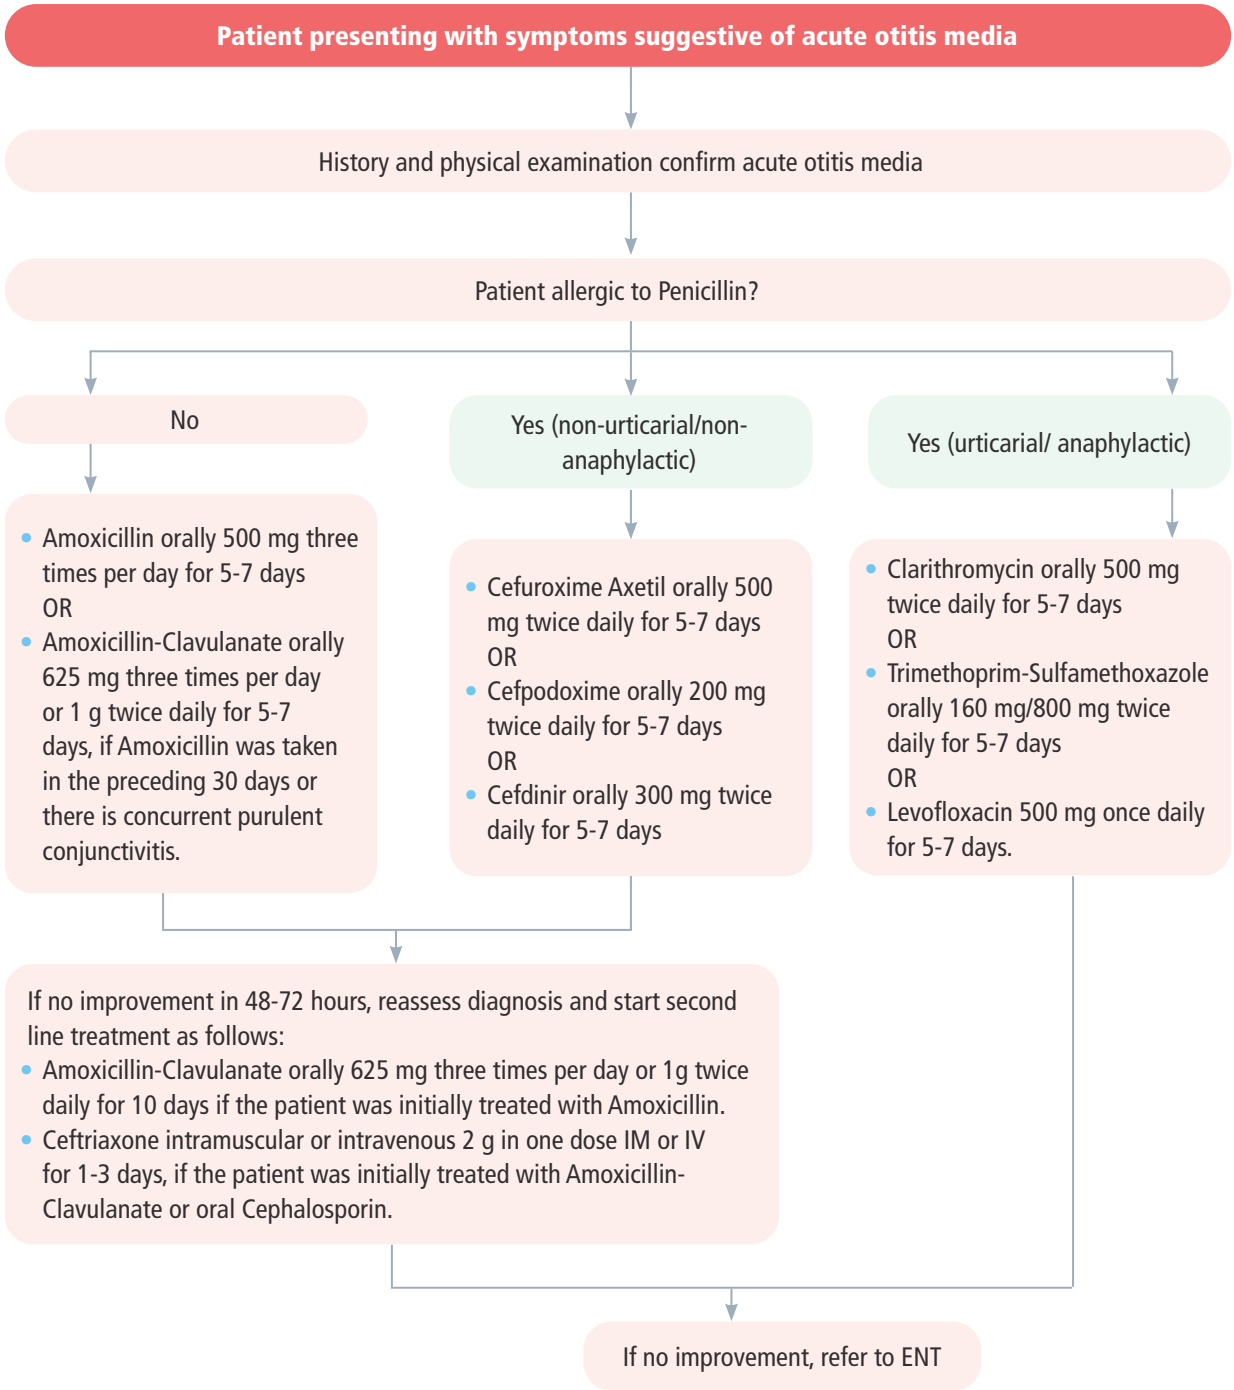 Patient presenting with symptoms suggestive of acute otitis media
History and physical examination confirm acute otitis media
Patient allergic to Penicillin?
No
• Amoxicillin orally 500 mg three
times per day for 5-7 days
OR
• Amoxicillin-Clavulanate orally
625 mg three times per day
or 1 g twice daily for 5-7
days, if Amoxicillin was taken
in the preceding 30 days or
there is concurrent purulent
conjunctivitis.
Yes (non-urticarial/non-
anaphylactic)
• Cefuroxime Axetil orally 500
mg twice daily for 5-7 days
OR
• Cefpodoxime orally 200 mg
twice daily for 5-7 days
OR
• Cefdinir orally 300 mg twice
daily for 5-7 days
Yes (urticarial/ anaphylactic)
• Clarithromycin orally 500 mg
twice daily for 5-7 days
OR
• Trimethoprim-Sulfamethoxazole
orally 160 mg/800 mg twice
daily for 5-7 days
OR
• Levofloxacin 500 mg once daily
for 5-7 days.
If no improvement in 48-72 hours, reassess diagnosis and start second
line treatment as follows:
• Amoxicillin-Clavulanate orally 625 mg three times per day or 1g twice
daily for 10 days if the patient was initially treated with Amoxicillin.
• Ceftriaxone intramuscular or intravenous 2 g in one dose IM or IV
for 1-3 days, if the patient was initially treated with Amoxicillin-
Clavulanate or oral Cephalosporin.
If no improvement, refer to ENT